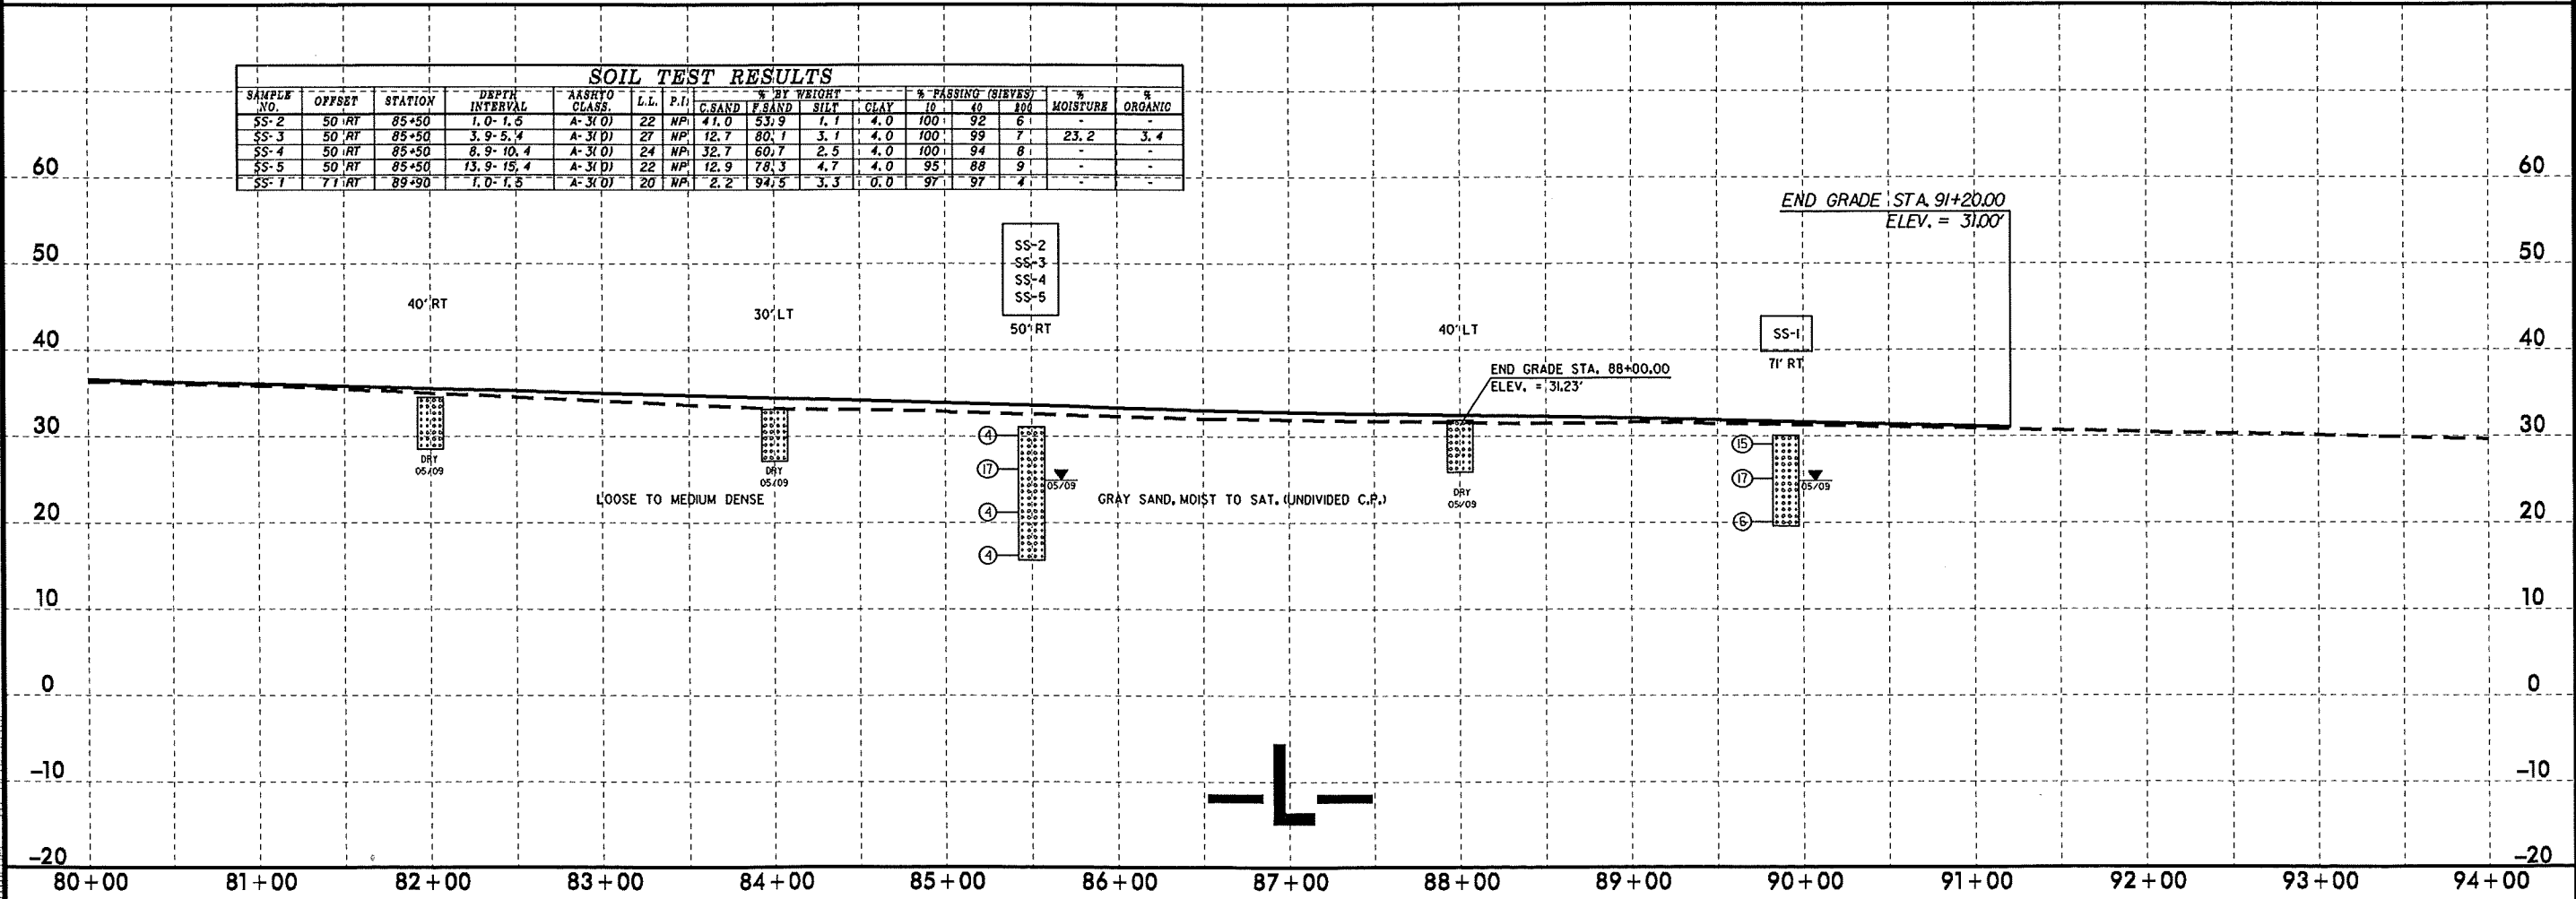 SOIL TEST RESULTS
SAMPLE NO. OFFSET STATION DEPTH INTERVAL AASHTO CLASS. L.L. P.I. % BY WEIGHT % PASSING (SIEVES) % MOISTURE % ORGANIC
C.SAND F.SAND SILT CLAY 10 40 200
SS-2 50 RT 85+50 1.0-1.5 A-3(0) 22 NP 41.0 53.9 1.1 4.0 100 92 6 - -
SS-3 50 RT 85+50 3.9-5.4 A-3(0) 27 NP 12.7 80.1 3.1 4.0 100 99 7 23.2 3.4
SS-4 50 RT 85+50 8.9-10.4 A-3(0) 24 NP 32.7 60.7 2.5 4.0 100 94 8 - -
SS-5 50 RT 85+50 13.9-15.4 A-3(0) 22 NP 12.9 78.3 4.7 4.0 95 88 9 - -
SS-1 71 RT 89+90 1.0-1.5 A-3(0) 20 NP 2.2 94.5 3.3 0.0 97 97 4 - -
60 60
END GRADE STA. 91+20.00
ELEV. = 31.00'
50 50
SS-2
SS-3
SS-4
SS-5
40' RT
30' LT
50' RT
40' LT
SS-1
71' RT
40 40
END GRADE STA. 88+00.00
ELEV. = 31.23'
30 30
4
17
4
4
15
17
6
DRY
05/09
DRY
05/09
05/09
DRY
05/09
05/09
LOOSE TO MEDIUM DENSE GRAY SAND, MOIST TO SAT. (UNDIVIDED C.P.)
20 20
10 10
0 0
-10 -10
-L-
-20 -20
80+00 81+00 82+00 83+00 84+00 85+00 86+00 87+00 88+00 89+00 90+00 91+00 92+00 93+00 94+00